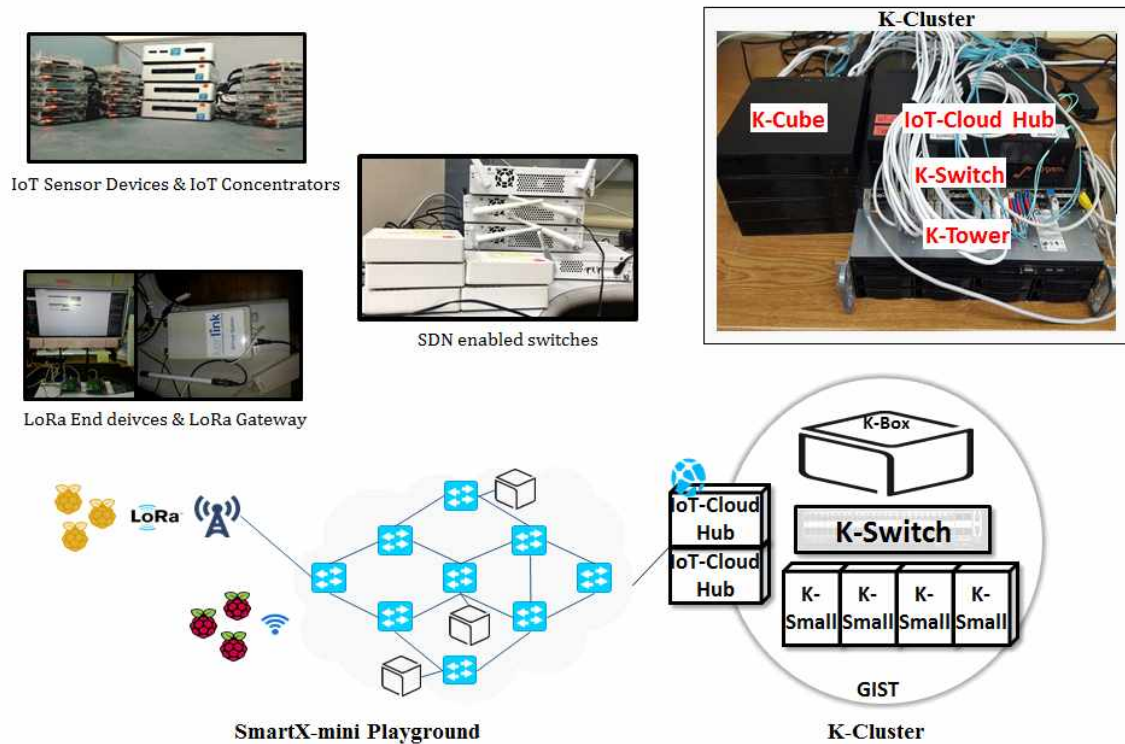 K-Cluster
K-Cube
IoT-Cloud Hub
K-Switch
K-Tower
IoT Sensor Devices & IoT Concentrators
SDN enabled switches
LoRa End deivces & LoRa Gateway
LoRa
IoT-Cloud
Hub
IoT-Cloud
Hub
K-Box
K-Switch
K-
Small
K-
Small
K-
Small
K-
Small
GIST
SmartX-mini Playground
K-Cluster